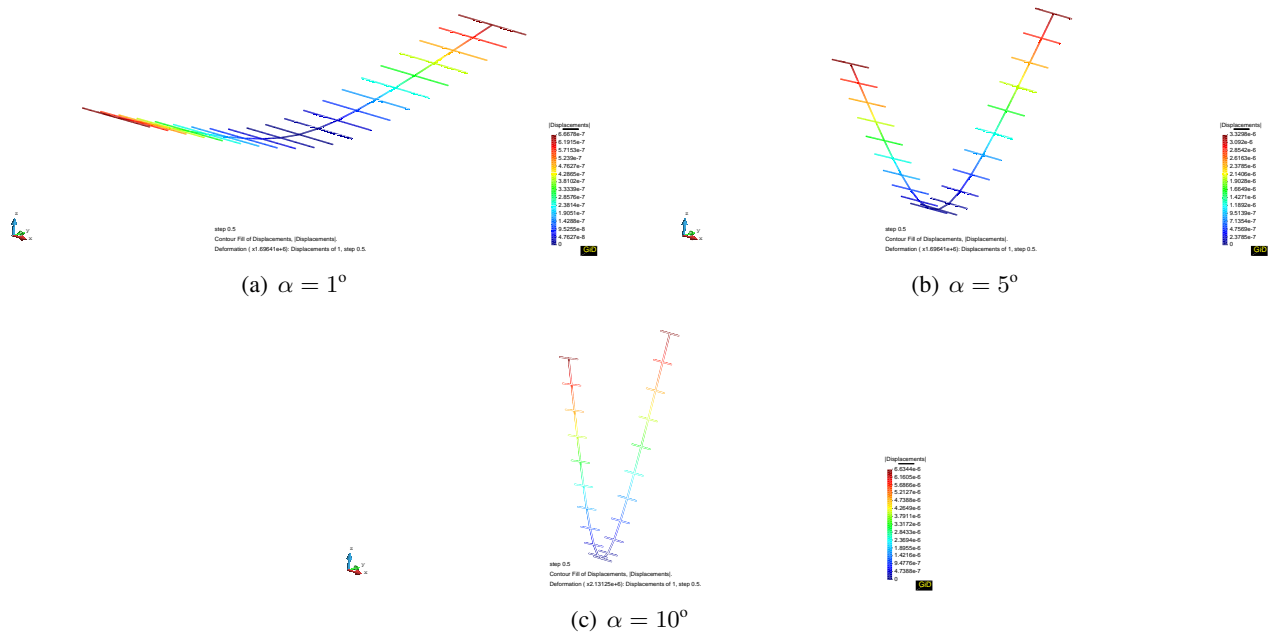 |Displacements|
6.6678e-7
6.1915e-7
5.7153e-7
5.239e-7
4.7627e-7
4.2865e-7
3.8102e-7
3.3339e-7
2.8576e-7
2.3814e-7
1.9051e-7
1.4288e-7
9.5255e-8
4.7627e-8
0
GiD
z
y
x
step 0.5
Contour Fill of Displacements, |Displacements|.
Deformation ( x1.69641e+6): Displacements of 1, step 0.5.
(a) α = 1º
|Displacements|
3.3298e-6
3.092e-6
2.8542e-6
2.6163e-6
2.3785e-6
2.1406e-6
1.9028e-6
1.6649e-6
1.4271e-6
1.1892e-6
9.5139e-7
7.1354e-7
4.7569e-7
2.3785e-7
0
GiD
z
y
x
step 0.5
Contour Fill of Displacements, |Displacements|.
Deformation ( x1.69641e+6): Displacements of 1, step 0.5.
(b) α = 5º
|Displacements|
6.6344e-6
6.1605e-6
5.6866e-6
5.2127e-6
4.7388e-6
4.2649e-6
3.7911e-6
3.3172e-6
2.8433e-6
2.3694e-6
1.8955e-6
1.4216e-6
9.4776e-7
4.7388e-7
0
GiD
z
y
x
step 0.5
Contour Fill of Displacements, |Displacements|.
Deformation ( x2.13125e+6): Displacements of 1, step 0.5.
(c) α = 10º